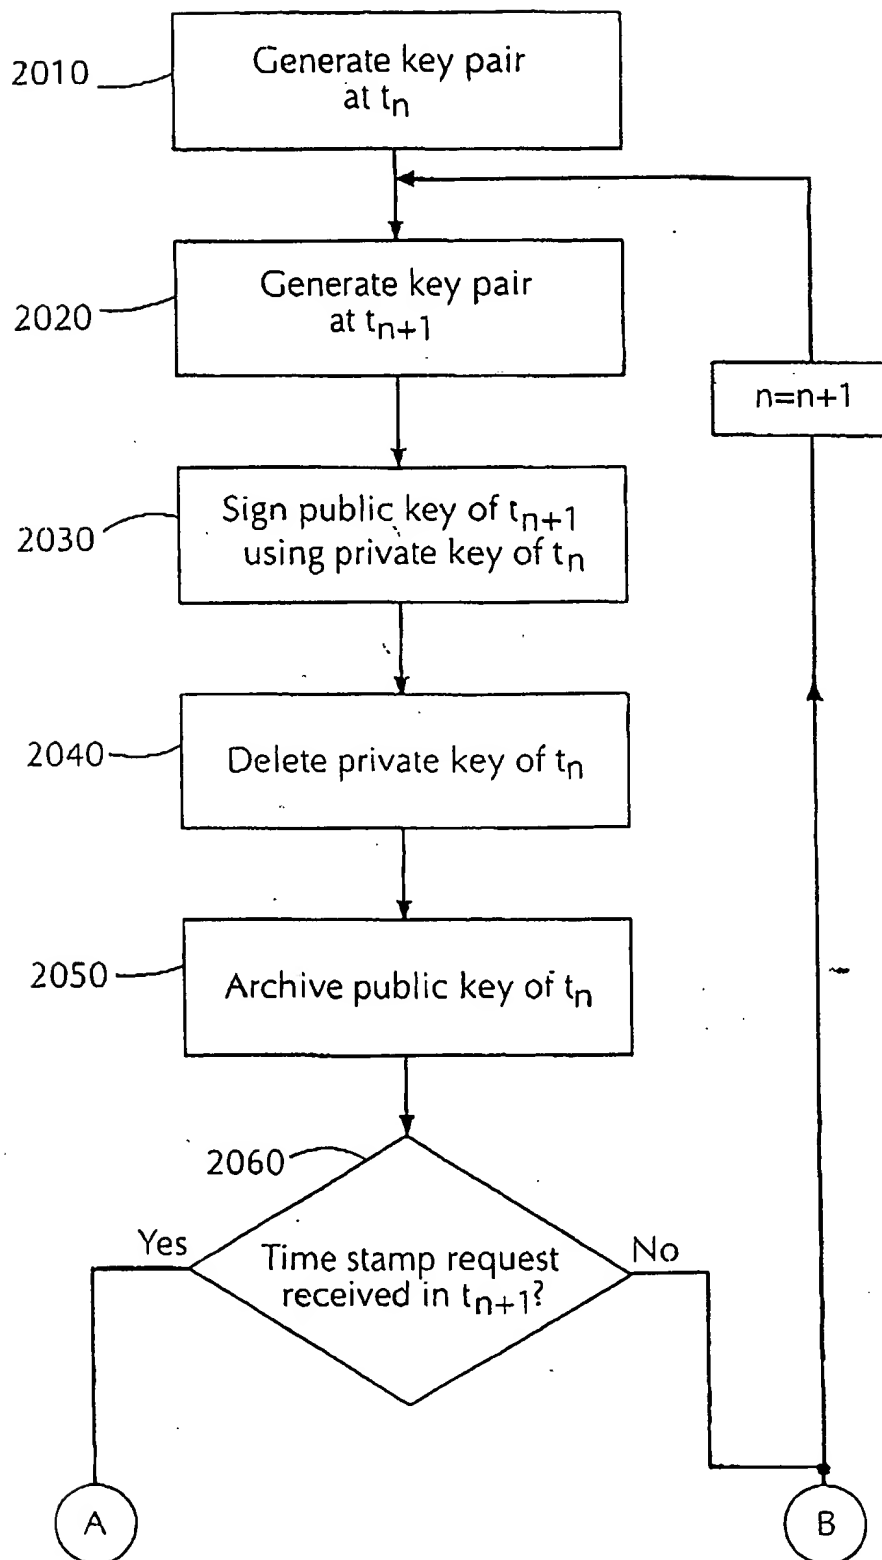 2010
Generate key pair
at tn
2020
Generate key pair
at tn+1
n=n+1
2030
Sign public key of tn+1
using private key of tn
2040
Delete private key of tn
2050
Archive public key of tn
2060
Yes
Time stamp request
received in tn+1?
No
A
B